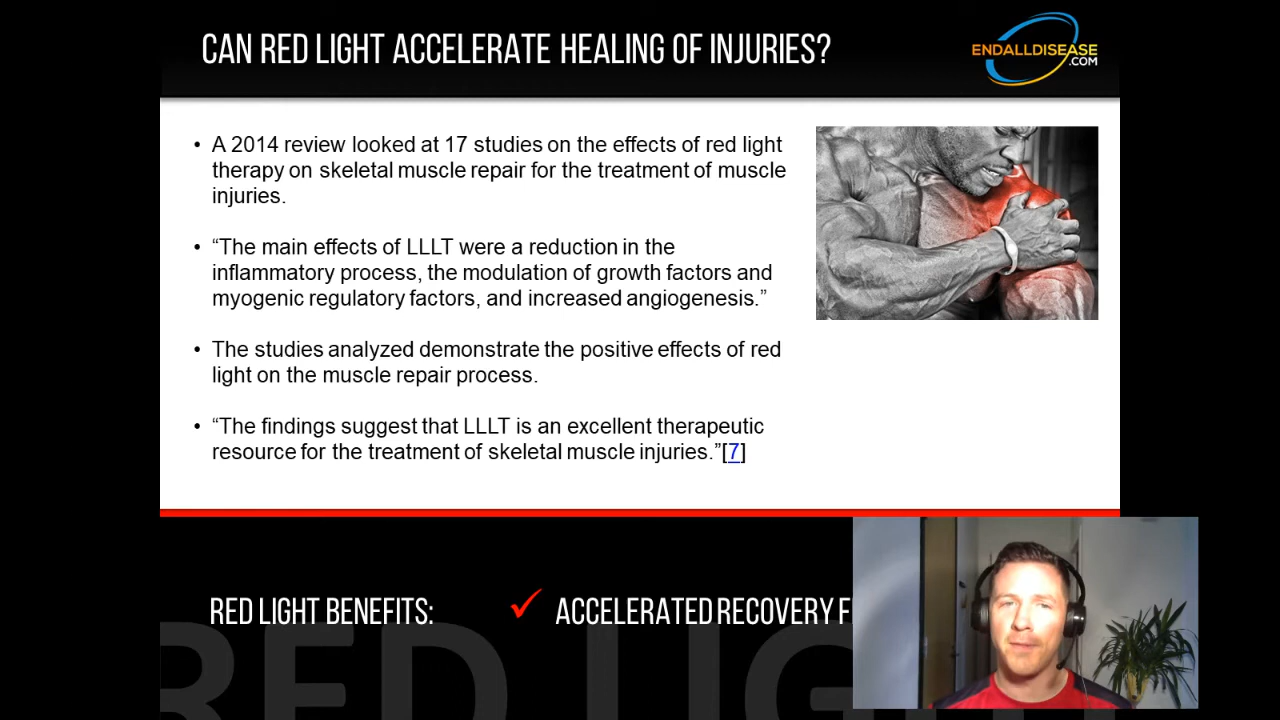 CAN RED LIGHT ACCELERATE HEALING OF INJURIES?
ENDALLDISEASE
.COM
• A 2014 review looked at 17 studies on the effects of red light
therapy on skeletal muscle repair for the treatment of muscle
injuries.
• “The main effects of LLLT were a reduction in the
inflammatory process, the modulation of growth factors and
myogenic regulatory factors, and increased angiogenesis.”
• The studies analyzed demonstrate the positive effects of red
light on the muscle repair process.
• “The findings suggest that LLLT is an excellent therapeutic
resource for the treatment of skeletal muscle injuries.”[7]
RED LIGHT BENEFITS: ✓ ACCELERATED RECOVERY F
RED LIG